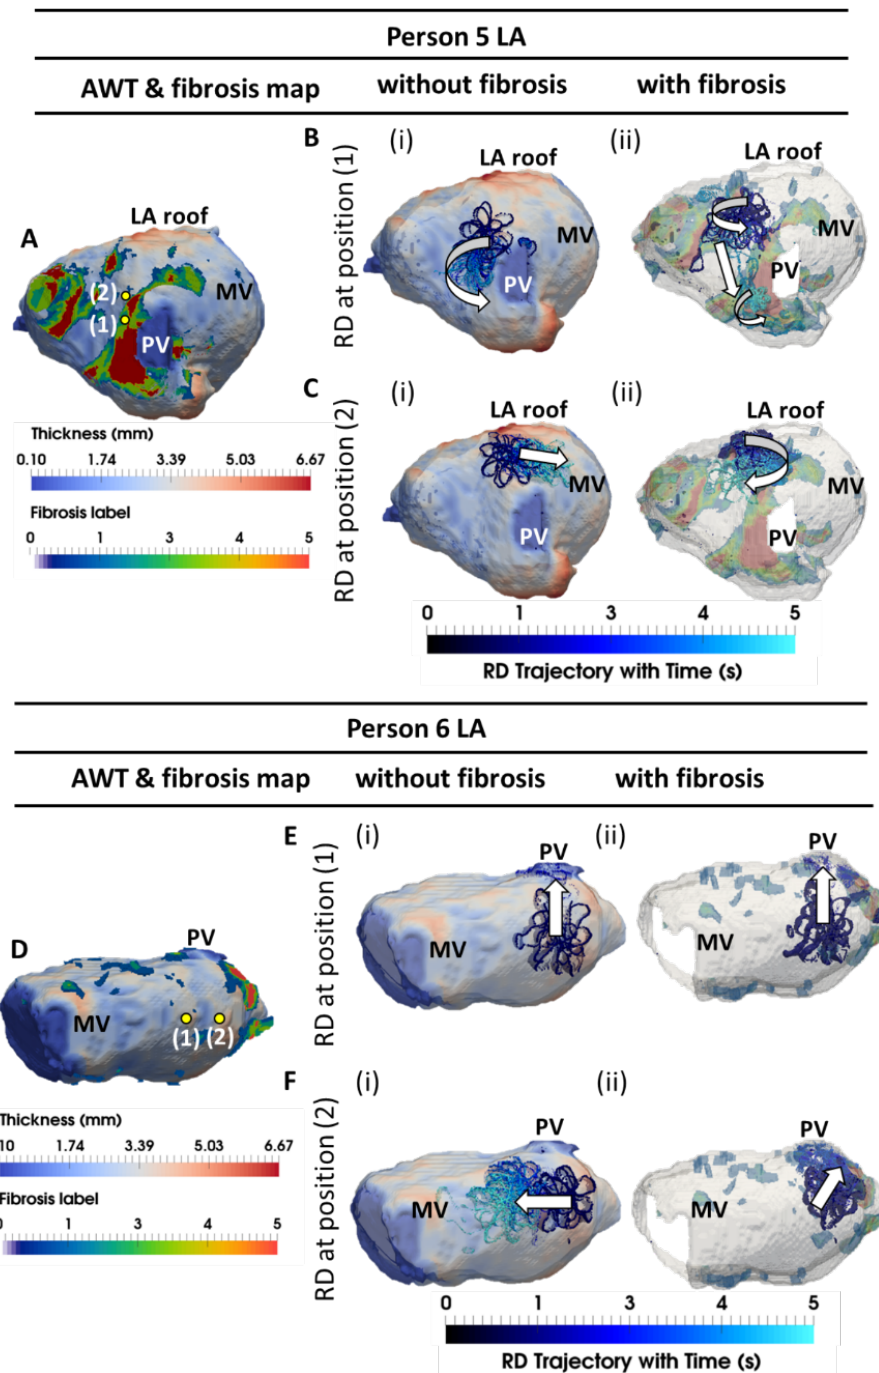 Person 5 LA
AWT & fibrosis map without fibrosis with fibrosis
A
LA roof
(2)
(1)
MV
PV
Thickness (mm)
0.10 1.74 3.39 5.03 6.67
Fibrosis label
0 1 3 4 5
B
RD at position (1)
(i)
LA roof
MV
PV
(ii)
LA roof
MV
PV
C
RD at position (2)
(i)
LA roof
MV
PV
(ii)
LA roof
MV
PV
0 1 3 4 5
RD Trajectory with Time (s)
Person 6 LA
AWT & fibrosis map without fibrosis with fibrosis
D
PV
MV
(1) (2)
Thickness (mm)
10 1.74 3.39 5.03 6.67
Fibrosis label
0 1 3 4 5
E
RD at position (1)
(i)
PV
MV
(ii)
PV
MV
F
RD at position (2)
(i)
PV
MV
(ii)
PV
MV
0 1 3 4 5
RD Trajectory with Time (s)